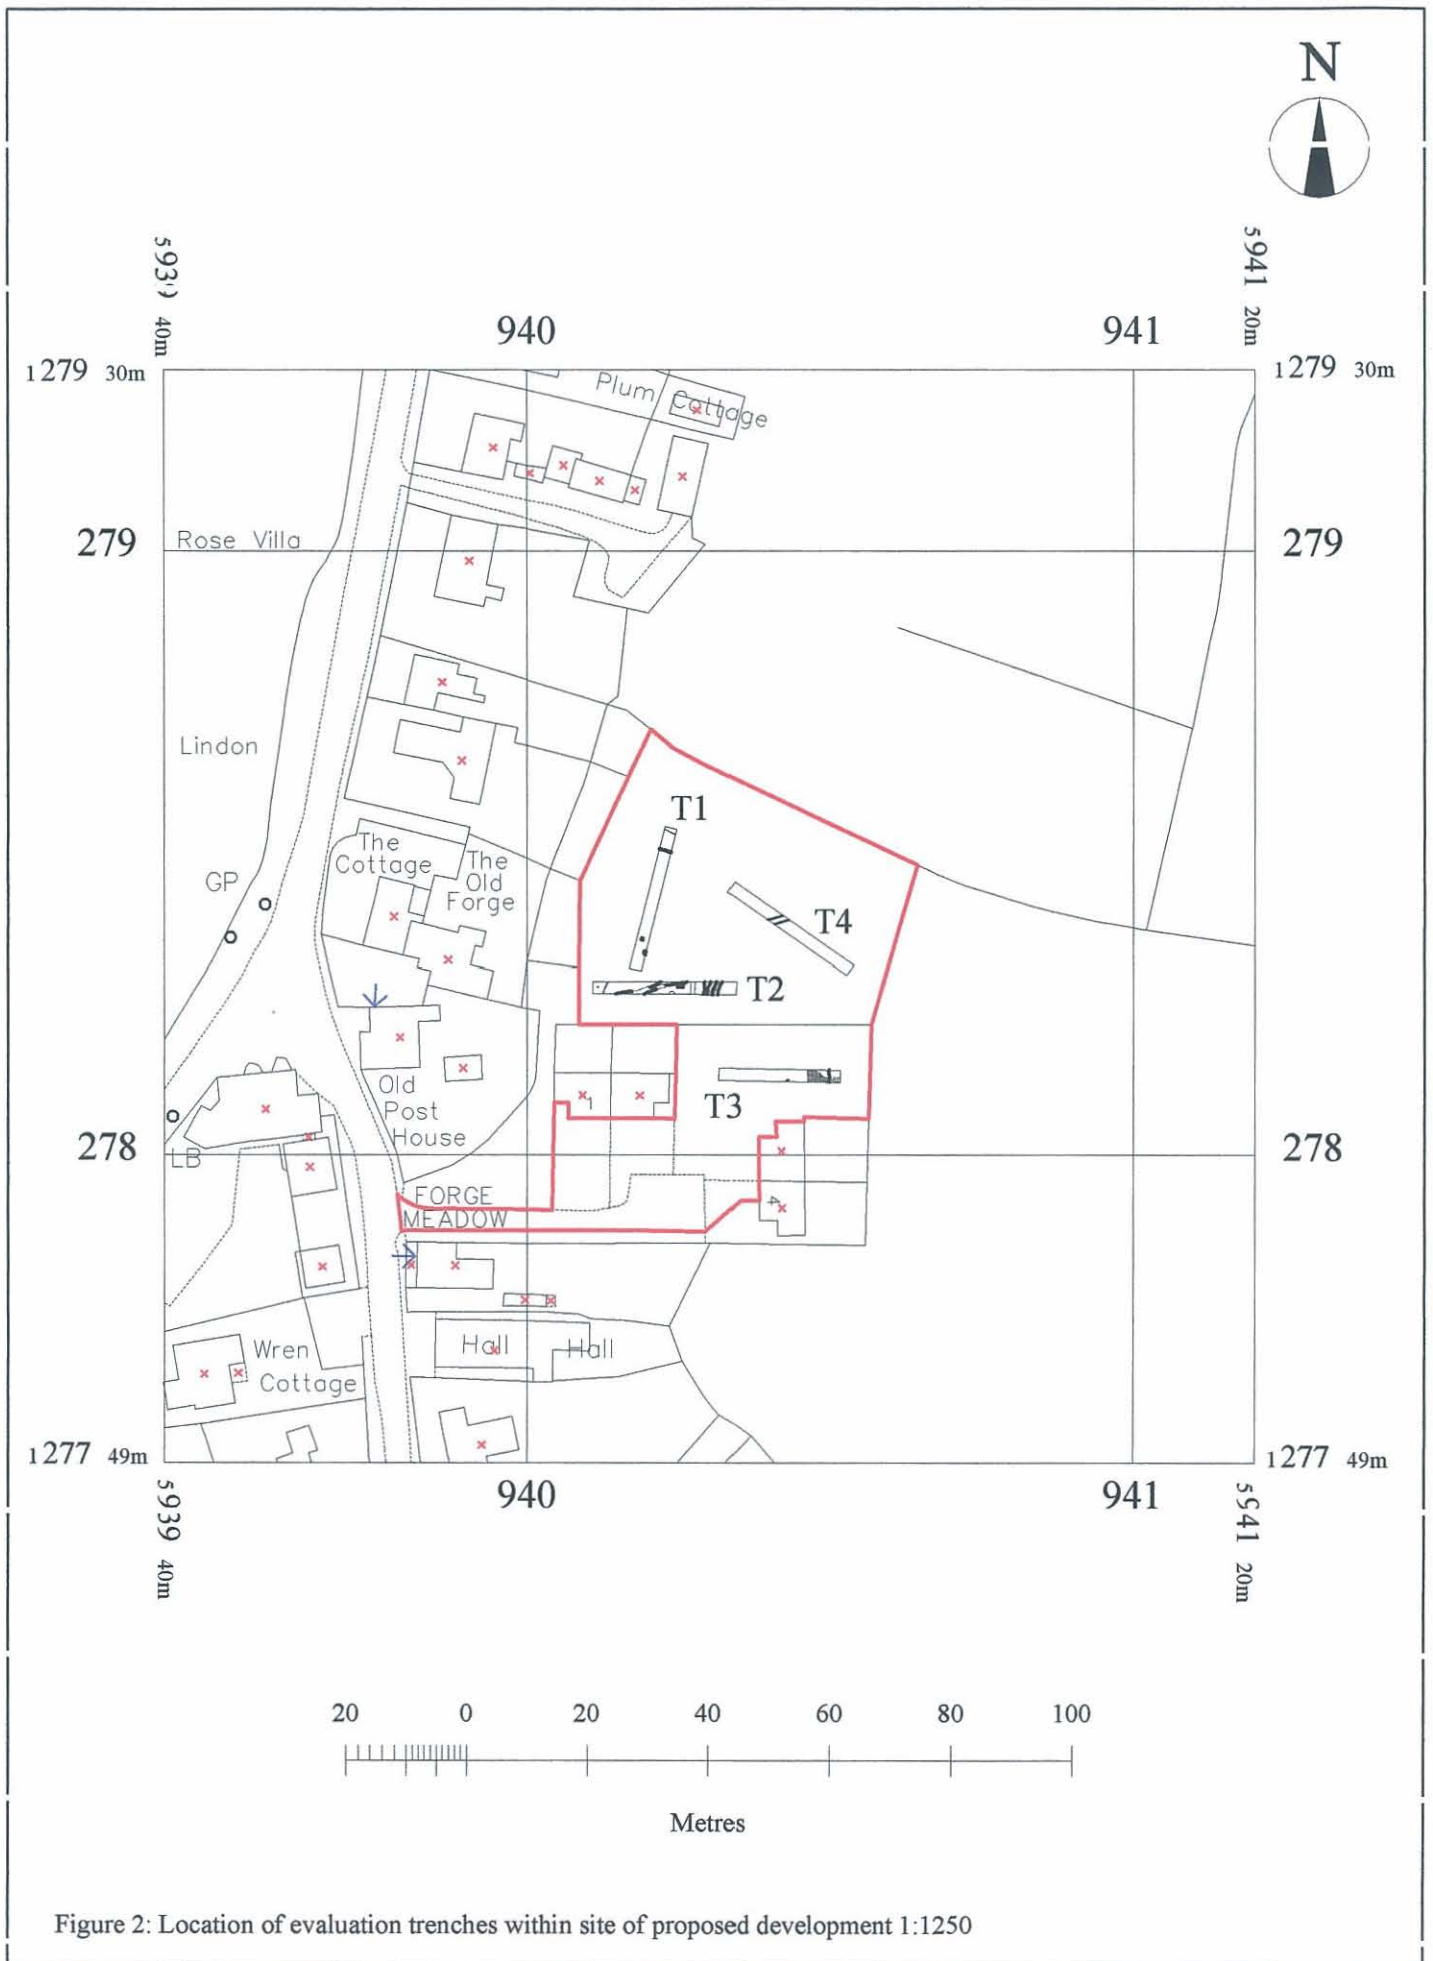 N
5939 40m
5941 20m
940
941
1279 30m
1279 30m
Plum Cottage
279
Rose Villa
279
Lindon
T1
The
Cottage
The
Old
Forge
GP
T4
T2
Old
Post
House
1
T3
278
LB
278
FORGE
MEADOW
4
Hall
Hall
Wren
Cottage
1277 49m
1277 49m
5939 40m
940
941
5941 20m
20
0
20
40
60
80
100
Metres
Figure 2: Location of evaluation trenches within site of proposed development 1:1250